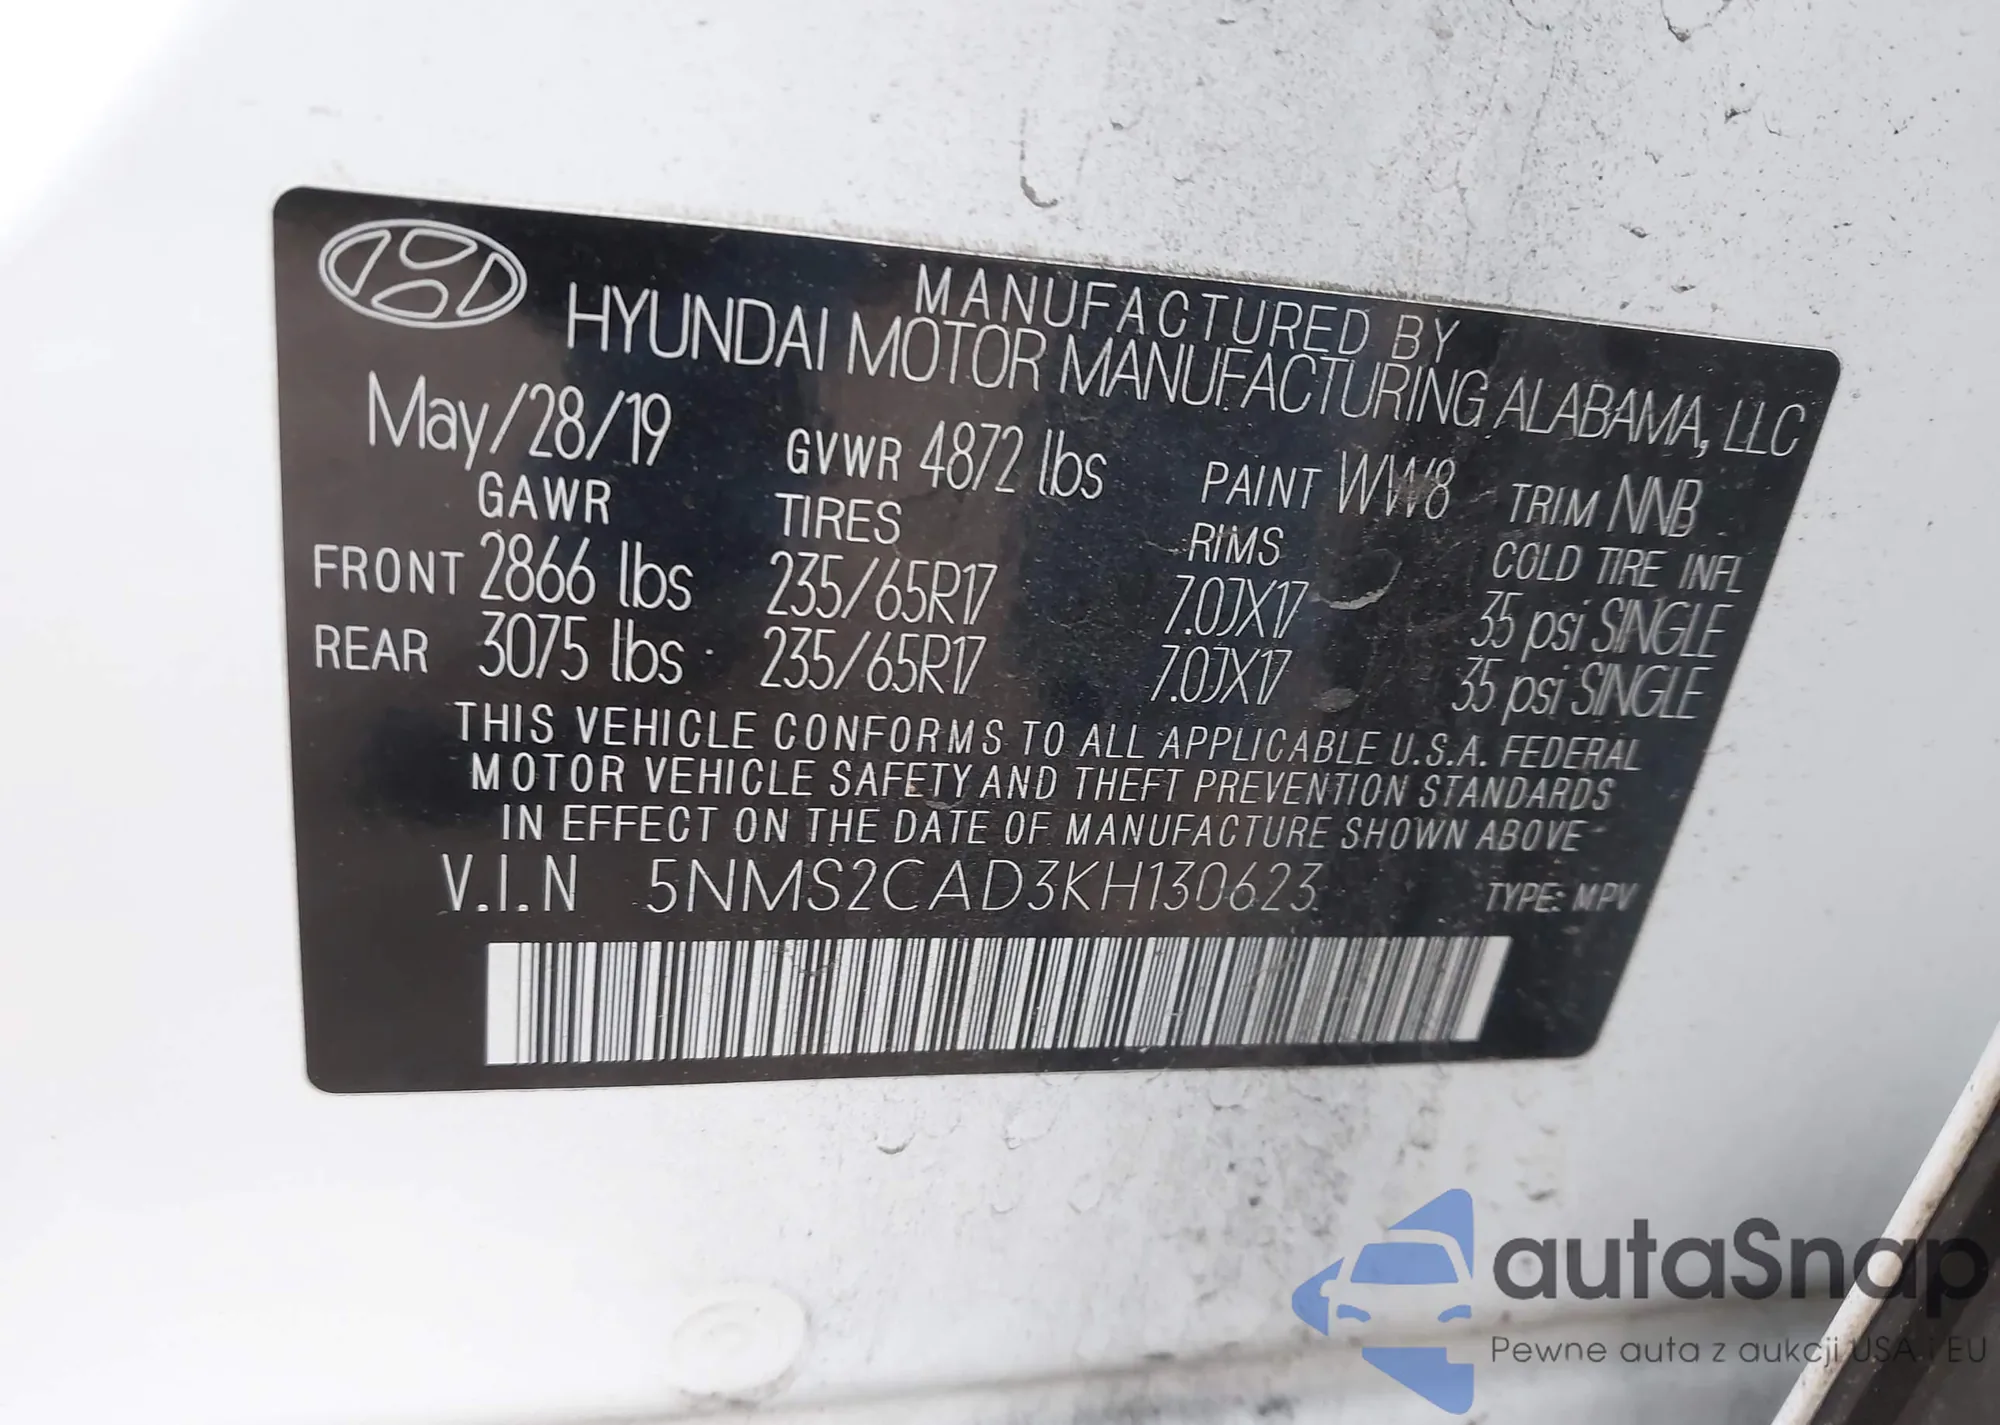 MANUFACTURED BY
HYUNDAI MOTOR MANUFACTURING ALABAMA, LLC
May/28/19 GVWR 4872 lbs PAINT WW8 TRIM NNB
GAWR TIRES RIMS COLD TIRE INFL
FRONT 2866 lbs 235/65R17 7.0JX17 35 psi SINGLE
REAR 3075 lbs 235/65R17 7.0JX17 35 psi SINGLE
THIS VEHICLE CONFORMS TO ALL APPLICABLE U.S.A. FEDERAL
MOTOR VEHICLE SAFETY AND THEFT PREVENTION STANDARDS
IN EFFECT ON THE DATE OF MANUFACTURE SHOWN ABOVE
V.I.N 5NMS2CAD3KH130623 TYPE: MPV
autaSnap
Pewne auta z aukcji USA i EU